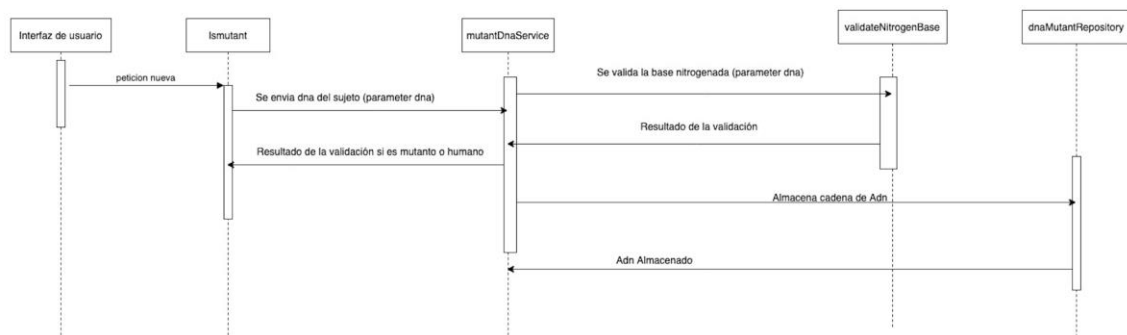 Interfaz de usuario
Ismutant
mutantDnaService
validateNitrogenBase
dnaMutantRepository
peticion nueva
Se valida la base nitrogenada (parameter dna)
Se envia dna del sujeto (parameter dna)
Resultado de la validación
Resultado de la validación si es mutanto o humano
Almacena cadena de Adn
Adn Almacenado